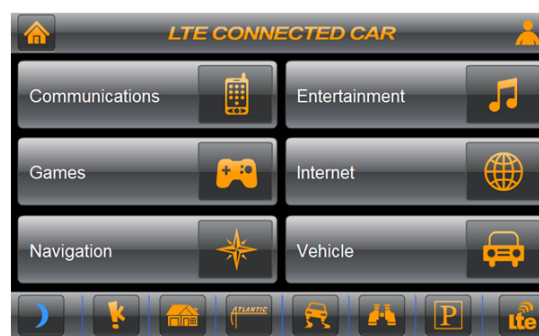 LTE CONNECTED CAR
Communications
Entertainment
Games
Internet
Navigation
Vehicle
ATLANTIC
P
lte